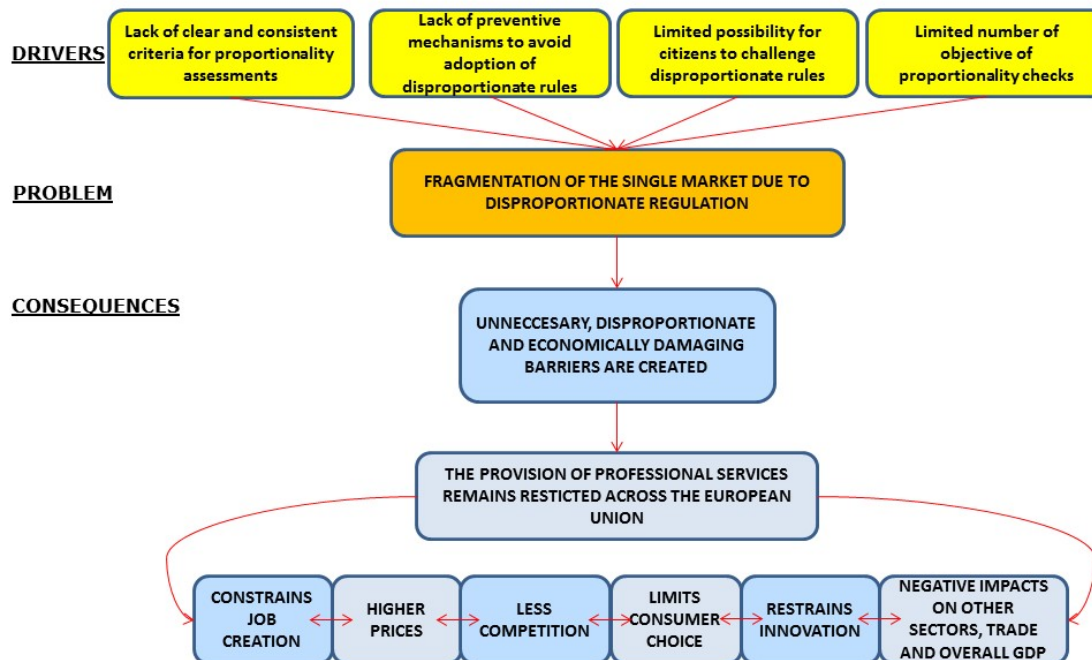 DRIVERS
Lack of clear and consistent
criteria for proportionality
assessments
Lack of preventive
mechanisms to avoid
adoption of
disproportionate rules
Limited possibility for
citizens to challenge
disproportionate rules
Limited number of
objective of
proportionality checks
PROBLEM
FRAGMENTATION OF THE SINGLE MARKET DUE TO
DISPROPORTIONATE REGULATION
CONSEQUENCES
UNNECCESARY, DISPROPORTIONATE
AND ECONOMICALLY DAMAGING
BARRIERS ARE CREATED
THE PROVISION OF PROFESSIONAL SERVICES
REMAINS RESTICTED ACROSS THE EUROPEAN
UNION
CONSTRAINS
JOB
CREATION
HIGHER
PRICES
LESS
COMPETITION
LIMITS
CONSUMER
CHOICE
RESTRAINS
INNOVATION
NEGATIVE IMPACTS
ON OTHER
SECTORS, TRADE
AND OVERALL GDP